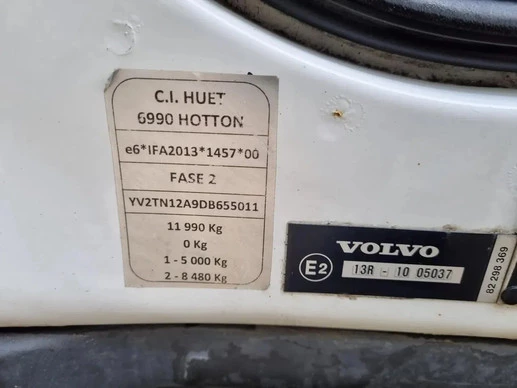 C.I. HUET
6990 HOTTON
e6*IFA2013*1457*00
FASE 2
YV2TN12A9DB655011
11 990 Kg
0 Kg
1 - 5 000 Kg
2 - 8 480 Kg
VOLVO
E2
13R - 10 05037
82 298 369